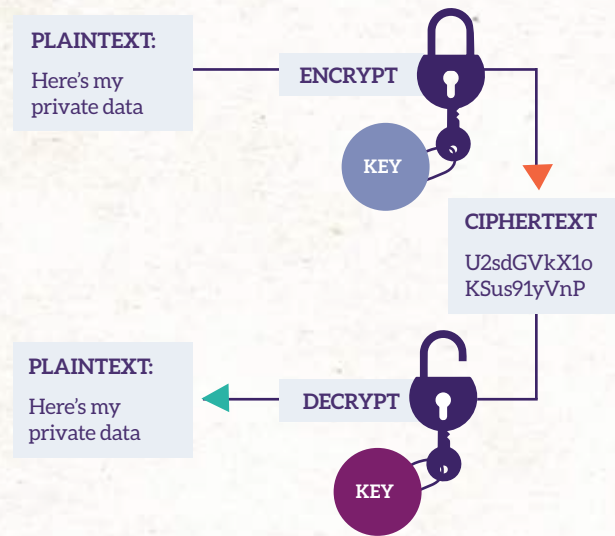 PLAINTEXT:
Here’s my
private data
ENCRYPT
KEY
CIPHERTEXT
U2sdGVkX1o
KSus91yVnP
PLAINTEXT:
Here’s my
private data
DECRYPT
KEY